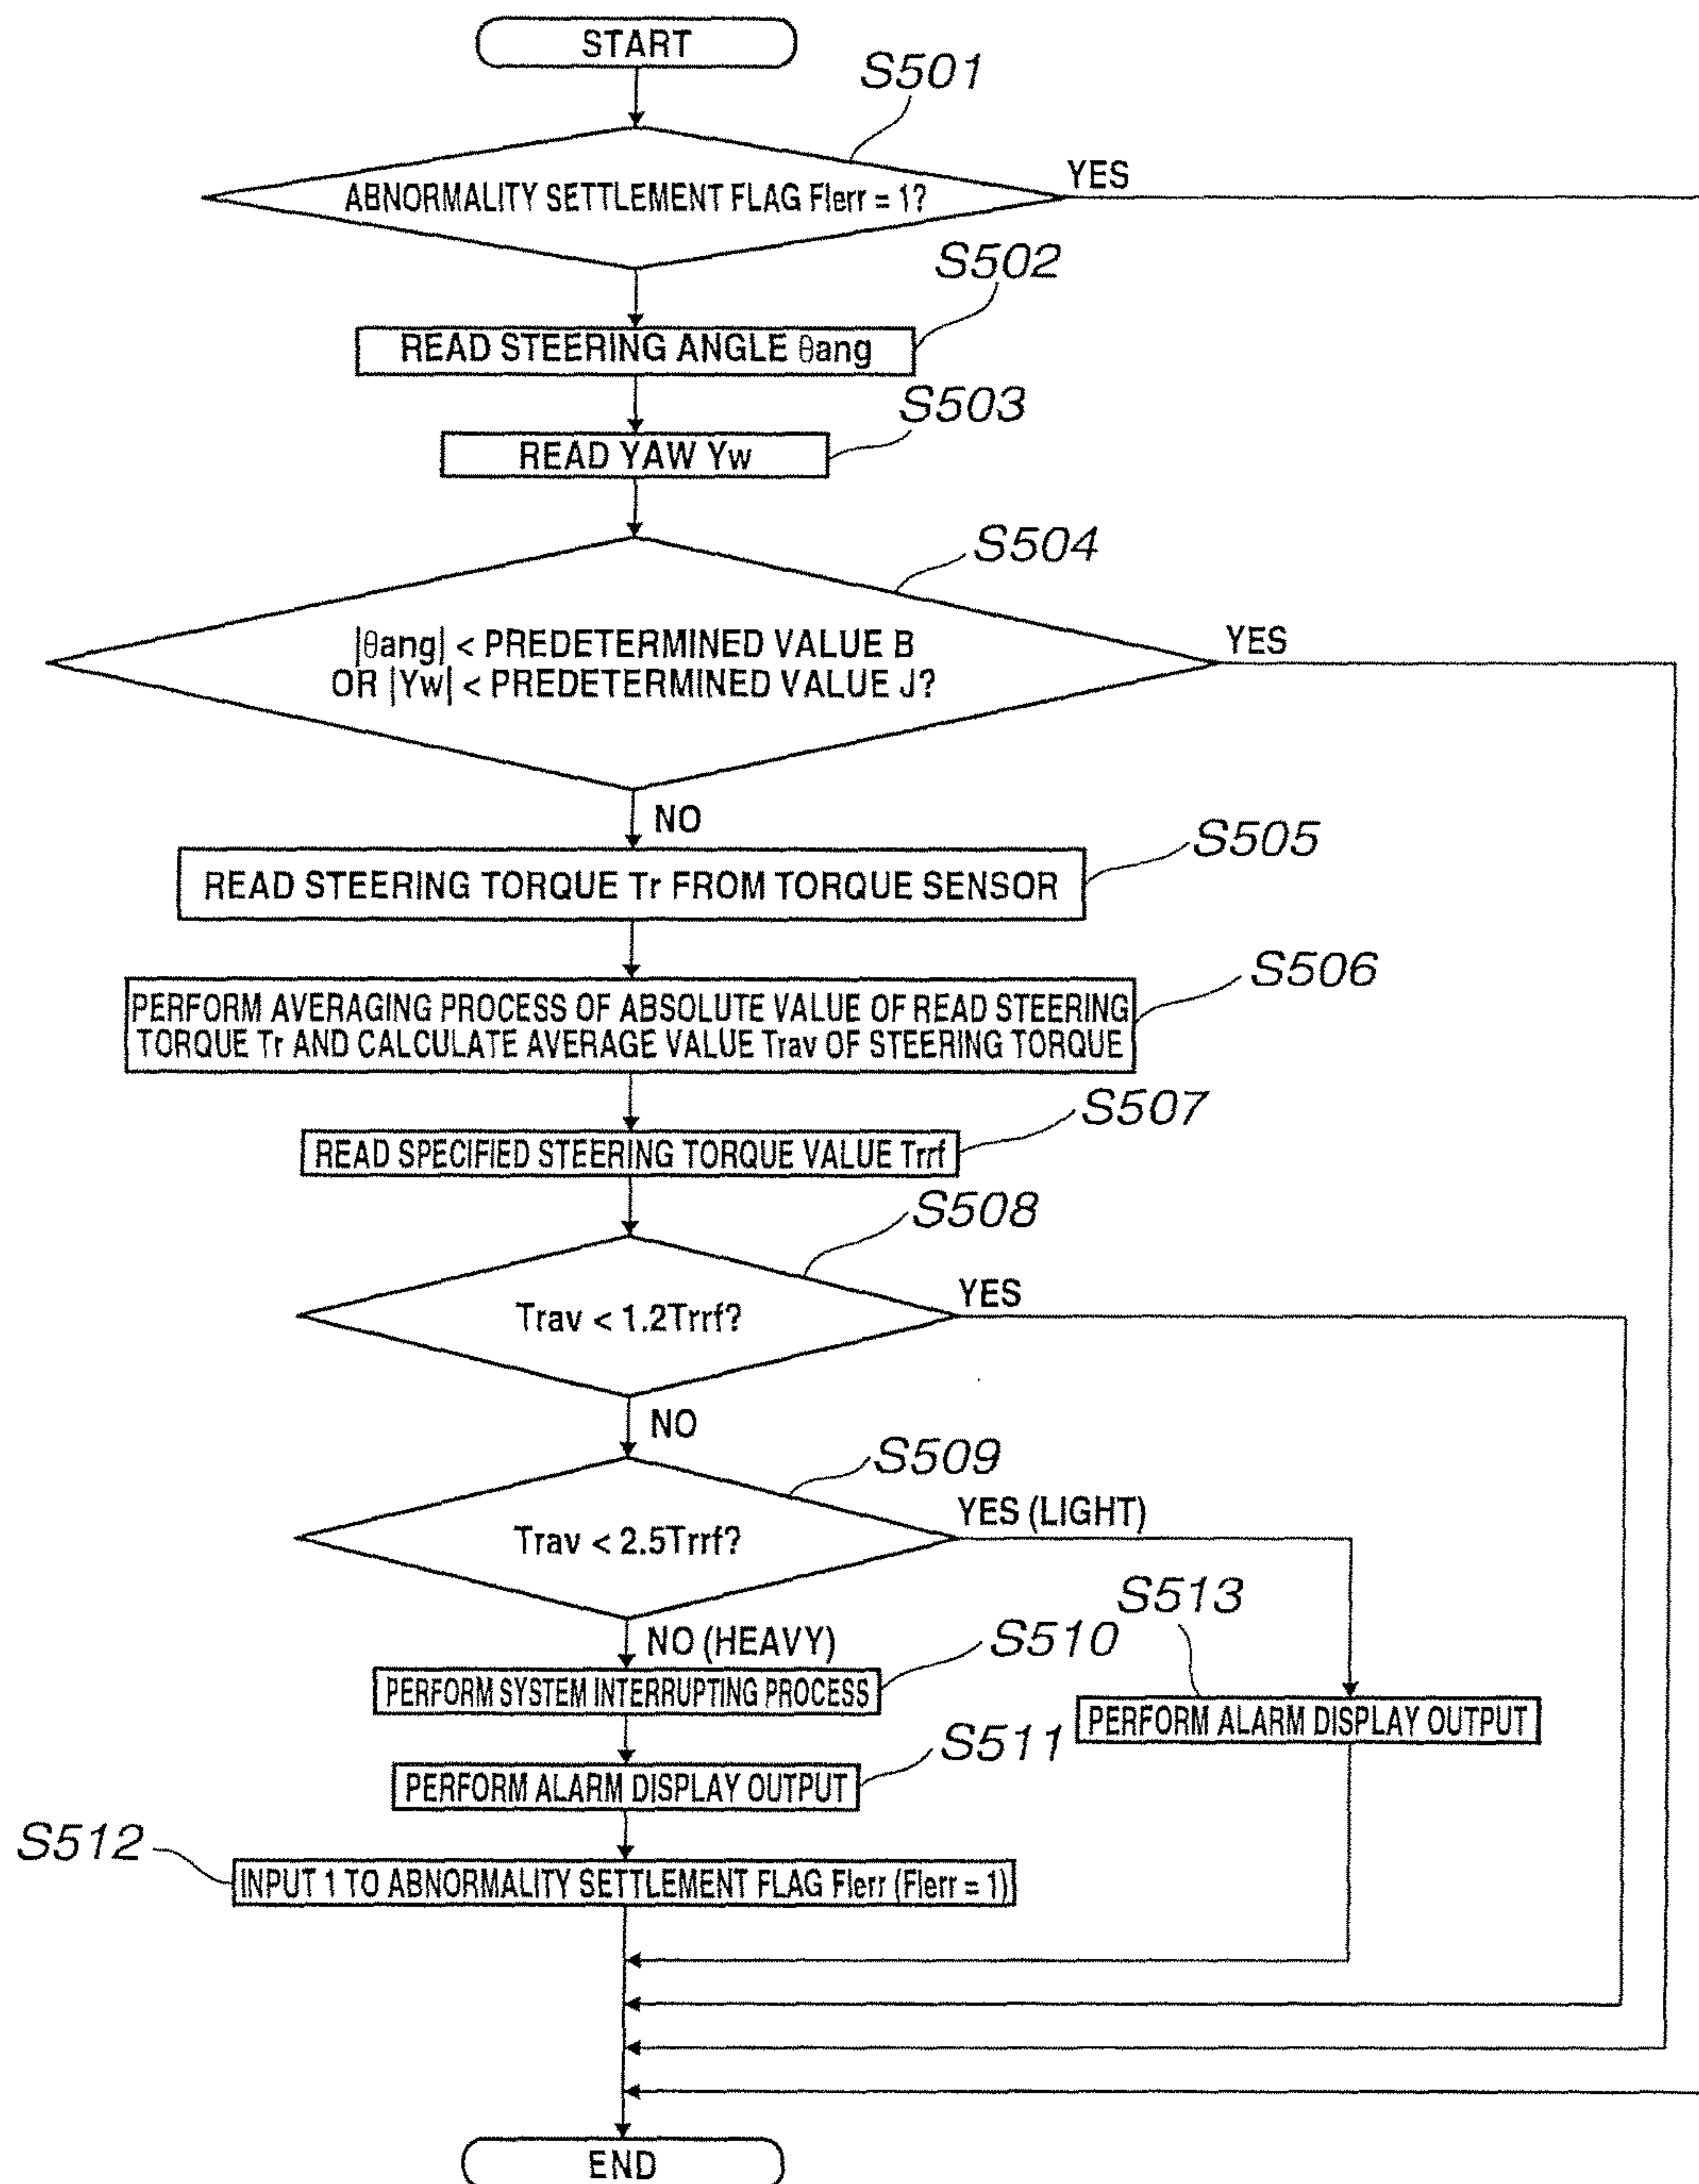 START
S501
ABNORMALITY SETTLEMENT FLAG Flerr = 1?
YES
S502
READ STEERING ANGLE θang
S503
READ YAW Yw
S504
|θang| < PREDETERMINED VALUE B
OR |Yw| < PREDETERMINED VALUE J?
YES
NO
S505
READ STEERING TORQUE Tr FROM TORQUE SENSOR
S506
PERFORM AVERAGING PROCESS OF ABSOLUTE VALUE OF READ STEERING
TORQUE Tr AND CALCULATE AVERAGE VALUE Trav OF STEERING TORQUE
S507
READ SPECIFIED STEERING TORQUE VALUE Trrf
S508
Trav < 1.2Trrf?
YES
NO
S509
Trav < 2.5Trrf?
YES (LIGHT)
NO (HEAVY)
S510
PERFORM SYSTEM INTERRUPTING PROCESS
S513
PERFORM ALARM DISPLAY OUTPUT
S511
PERFORM ALARM DISPLAY OUTPUT
S512
INPUT 1 TO ABNORMALITY SETTLEMENT FLAG Flerr (Flerr = 1)
END